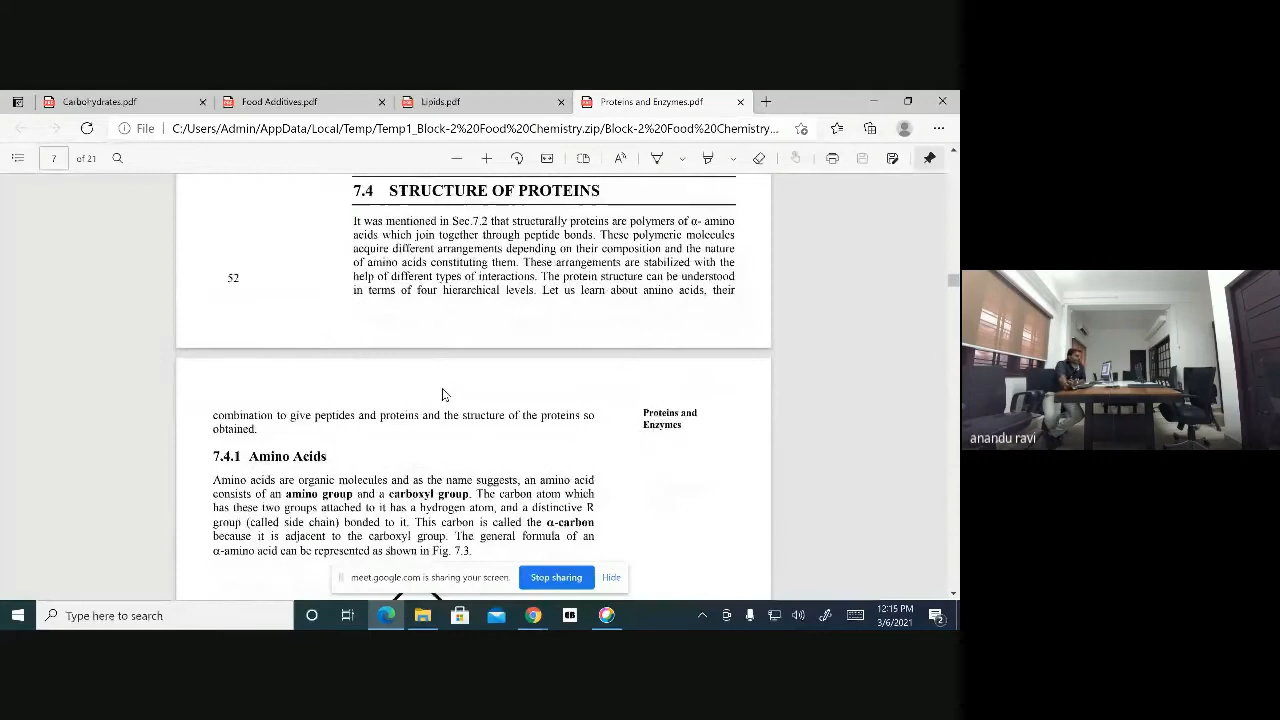 Carbohydrates.pdf
Food Additives.pdf
Lipids.pdf
Proteins and Enzymes.pdf
File C:/Users/Admin/AppData/Local/Temp/Temp1_Block-2%20Food%20Chemistry.zip/Block-2%20Food%20Chemistry...
7 of 21
7.4 STRUCTURE OF PROTEINS
It was mentioned in Sec.7.2 that structurally proteins are polymers of α- amino
acids which join together through peptide bonds. These polymeric molecules
acquire different arrangements depending on their composition and the nature
of amino acids constituting them. These arrangements are stabilized with the
help of different types of interactions. The protein structure can be understood
in terms of four hierarchical levels. Let us learn about amino acids, their
52
combination to give peptides and proteins and the structure of the proteins so
obtained.
Proteins and
Enzymes
7.4.1 Amino Acids
Amino acids are organic molecules and as the name suggests, an amino acid
consists of an amino group and a carboxyl group. The carbon atom which
has these two groups attached to it has a hydrogen atom, and a distinctive R
group (called side chain) bonded to it. This carbon is called the α-carbon
because it is adjacent to the carboxyl group. The general formula of an
α-amino acid can be represented as shown in Fig. 7.3.
meet.google.com is sharing your screen.
Stop sharing
Hide
Type here to search
12:15 PM
3/6/2021
2
anandu ravi